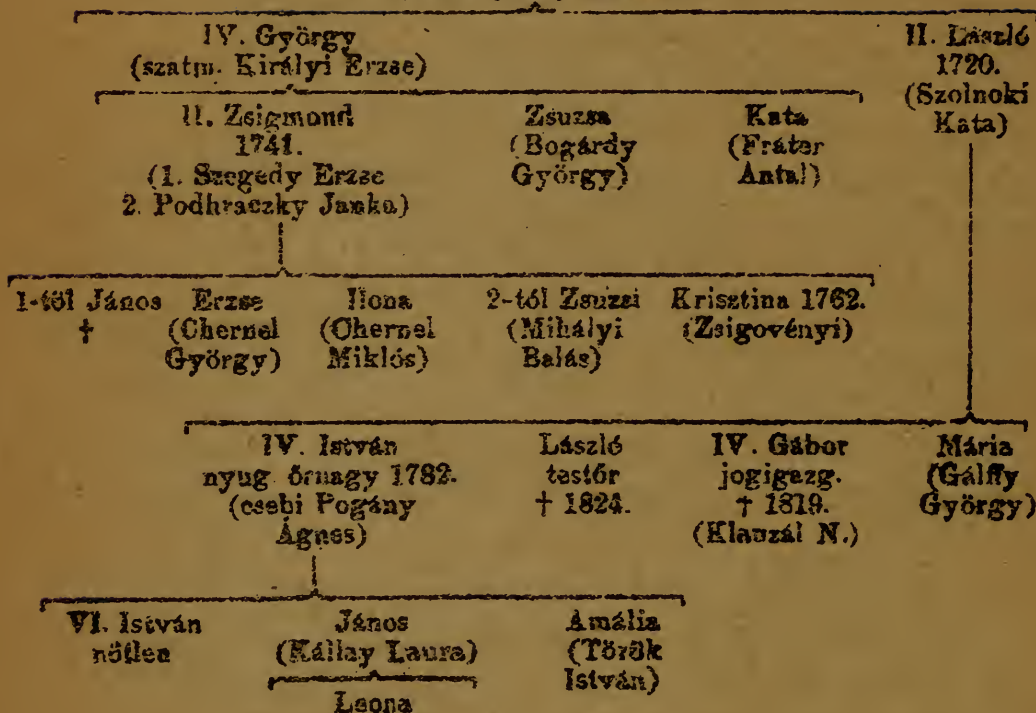 IV. György
(szatm. Királyi Erzse)
II. László
1720.
(Szolnoki
Kata)
II. Zsigmond
1741.
(1. Szegedy Erzse
2. Podhraczky Janka)
Zsuzsa
(Bogárdy
György)
Kata
(Fráter
Antal)
1-től János
†
Erzse
(Chernel
György)
Ilona
(Chernel
Miklós)
2-tól Zsuzsi
(Mihályi
Balás)
Krisztina 1762.
(Zsigovényi)
IV. István
nyug. őrnagy 1782.
(csebi Pogány
Ágnes)
László
testőr
† 1824.
IV. Gábor
jogigazg.
† 1819.
(Klauzál N.)
Mária
(Gálffy
György)
VI. István
nőtlen
János
(Kállay Laura)
Amália
(Török
István)
Leona